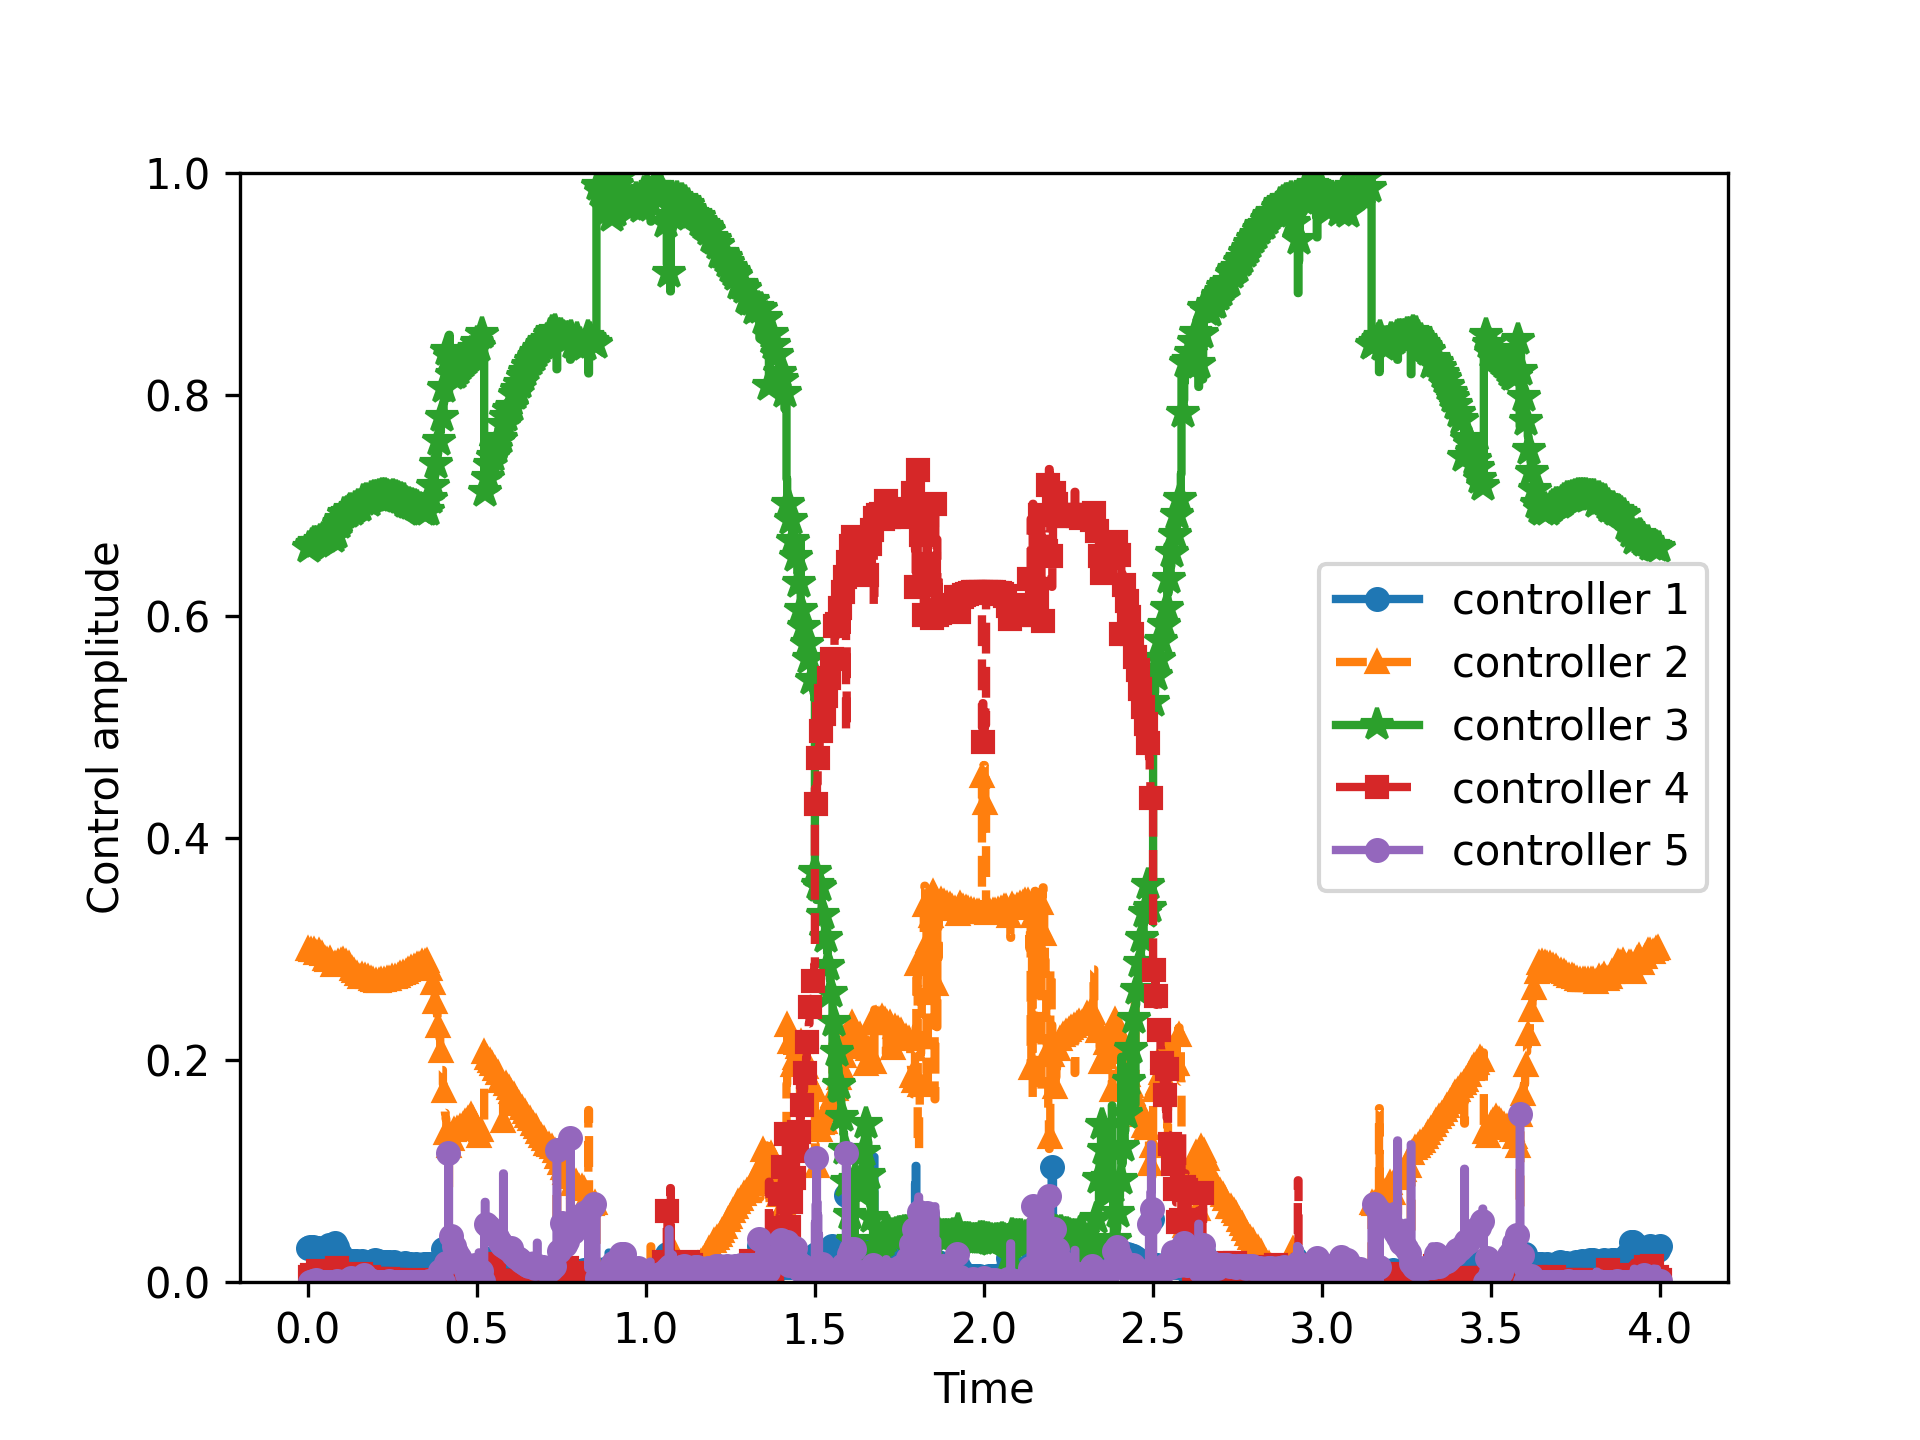 1.0
0.8
0.6
0.4
0.2
0.0
Control amplitude
controller 1
controller 2
controller 3
controller 4
controller 5
0.0 0.5 1.0 1.5 2.0 2.5 3.0 3.5 4.0
Time